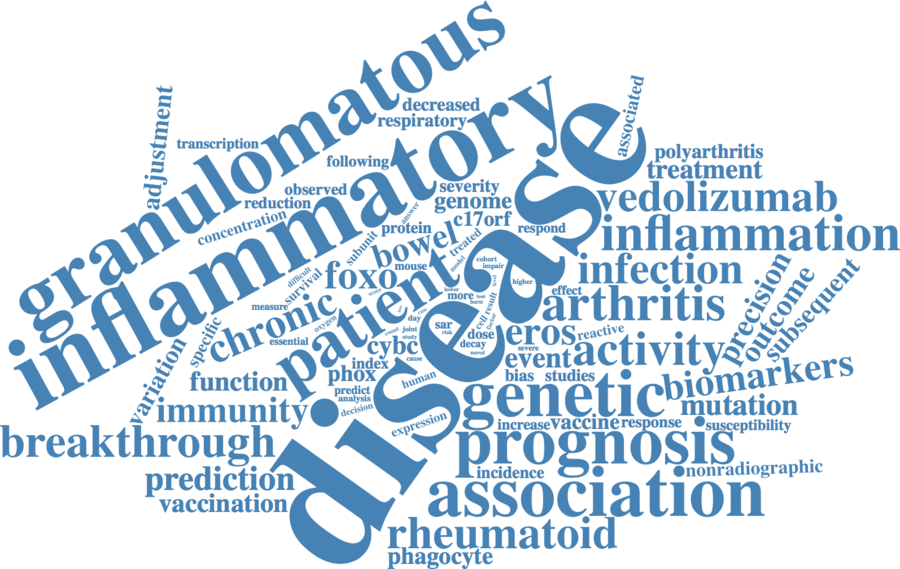 granulomatous
inflammatory
disease
adjustment
transcription
decreased
respiratory
following
observed
reduction
concentration
associated
polyarthritis
treatment
vedolizumab
inflammation
severity
genome
c17orf
respond
protein
answer
subunit
bowel
treated
model
mouse
foxo
patient
chronic
difficult
survival
measure
oxygen
essential
specific
variation
function
immunity
breakthrough
prediction
vaccination
cohort
impair
level
higher
lower
more
burst
cell
result
factor
day
sar
risk
joint
study
count
cybc
cause
index
phox
predict
analysis
decision
human
expression
dose
decay
novel
infection
effect
arthritis
eros
reactive
severe
event
activity
bias
studies
precision
outcome
subsequent
genetic
biomarkers
mutation
increase
vaccine
response
susceptibility
prognosis
incidence
nonradiographic
association
rheumatoid
phagocyte